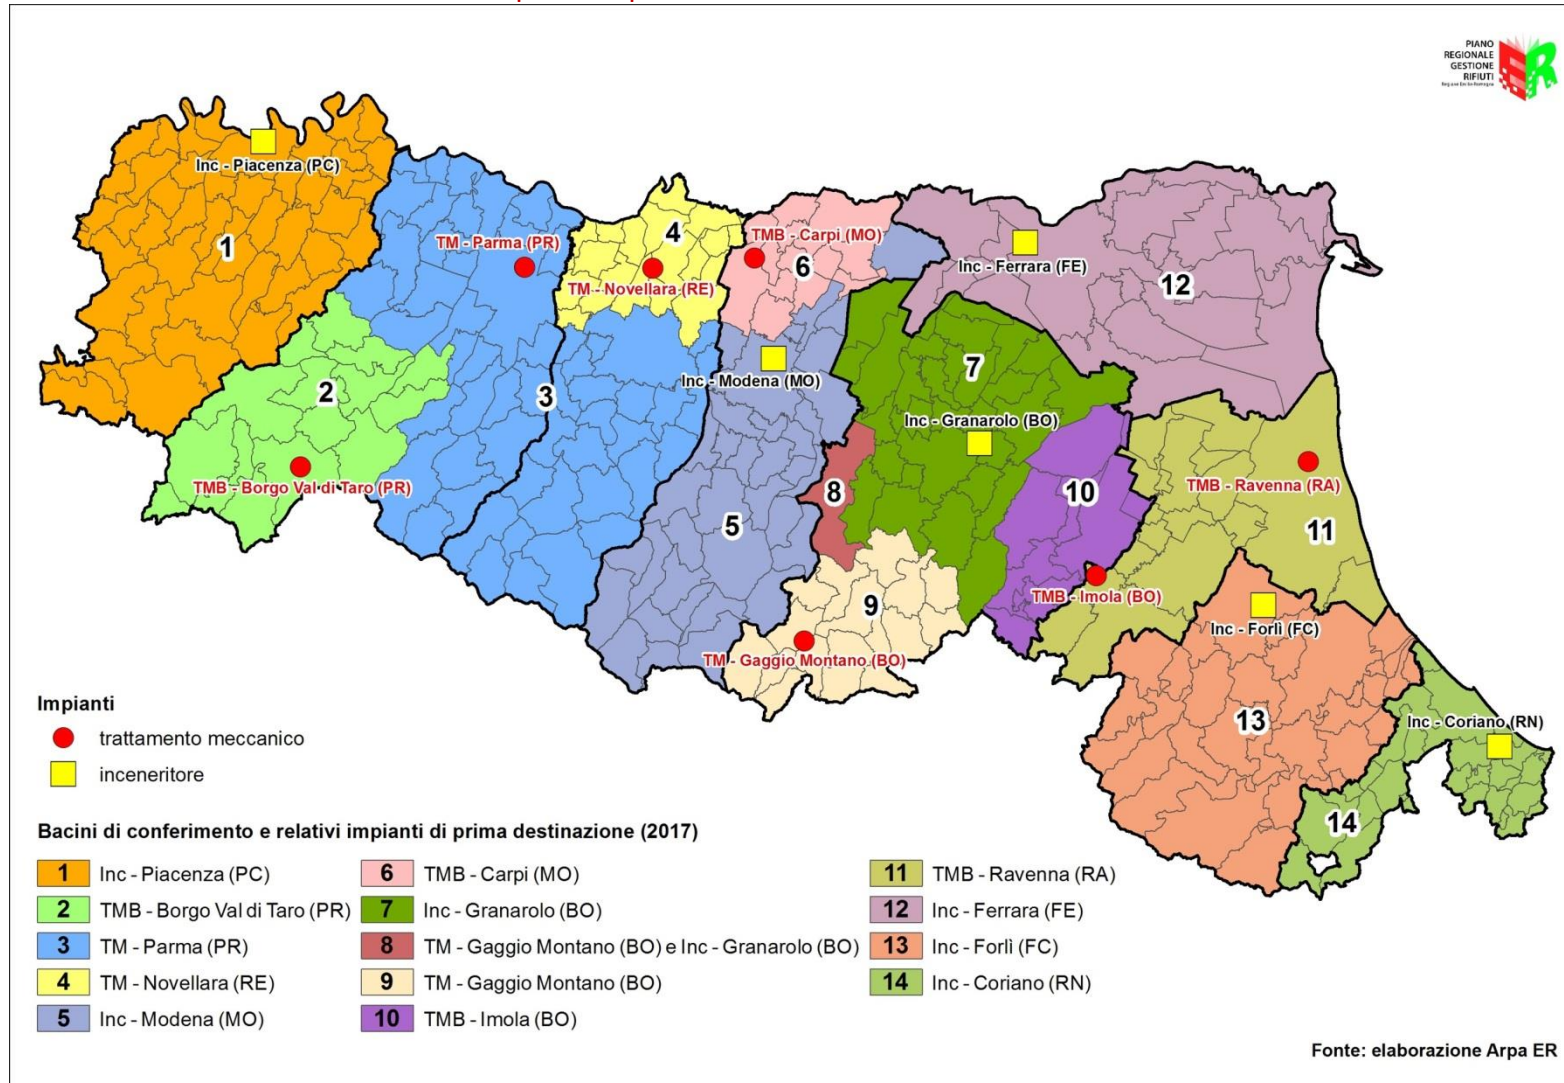 PIANO
REGIONALE
GESTIONE
RIFIUTI
Inc - Piacenza (PC)
1
TM - Parma (PR)
4
TM - Novellara (RE)
TMB - Carpi (MO)
6
Inc - Ferrara (FE)
12
2
3
Inc - Modena (MO)
7
Inc - Granarolo (BO)
TMB - Borgo Val di Taro (PR)
8
10
TMB - Ravenna (RA)
5
11
9
TMB - Imola (BO)
Inc - Forlì (FC)
TM - Gaggio Montano (BO)
13
Inc - Coriano (RN)
14
Impianti
trattamento meccanico
inceneritore
Bacini di conferimento e relativi impianti di prima destinazione (2017)
1 Inc - Piacenza (PC)
2 TMB - Borgo Val di Taro (PR)
3 TM - Parma (PR)
4 TM - Novellara (RE)
5 Inc - Modena (MO)
6 TMB - Carpi (MO)
7 Inc - Granarolo (BO)
8 TM - Gaggio Montano (BO) e Inc - Granarolo (BO)
9 TM - Gaggio Montano (BO)
10 TMB - Imola (BO)
11 TMB - Ravenna (RA)
12 Inc - Ferrara (FE)
13 Inc - Forlì (FC)
14 Inc - Coriano (RN)
Fonte: elaborazione Arpa ER